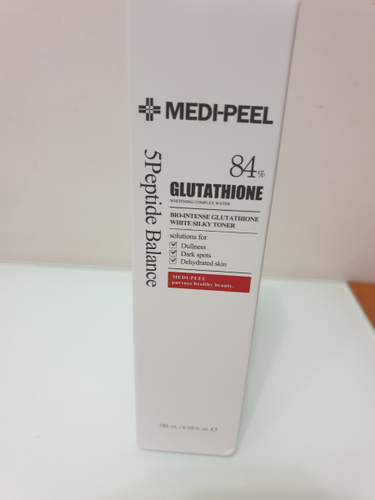 MEDI-PEEL
5Peptide Balance
84%
GLUTATHIONE
WHITENING COMPLEX WATER
BIO-INTENSE GLUTATHIONE
WHITE SILKY TONER
solutions for
Dullness
Dark spots
Dehydrated skin
MEDI-PEEL
pursues healthy beauty.